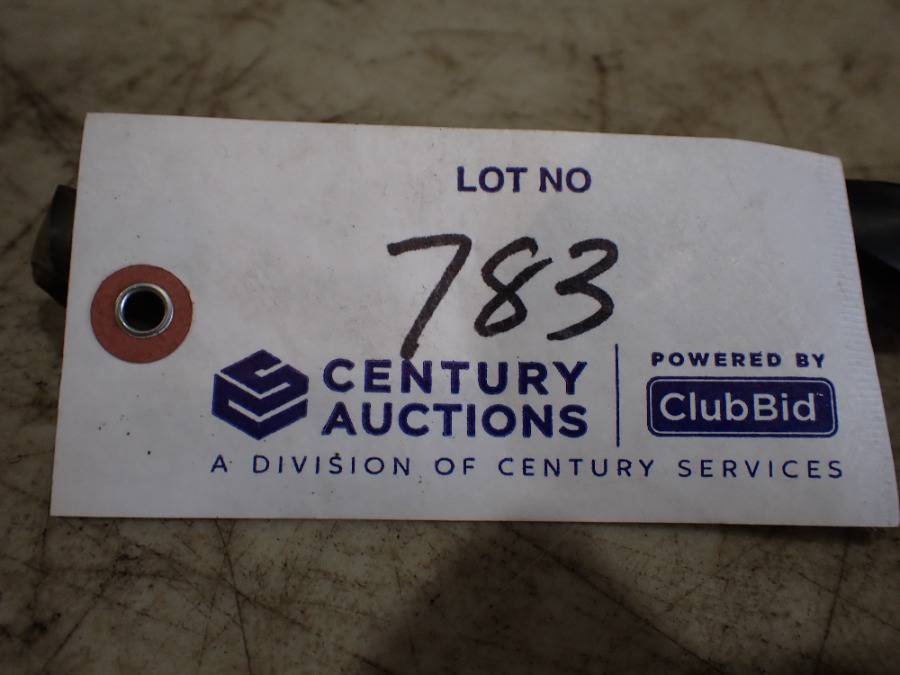 LOT NO
783
CENTURY
AUCTIONS
POWERED BY
ClubBid
A DIVISION OF CENTURY SERVICES